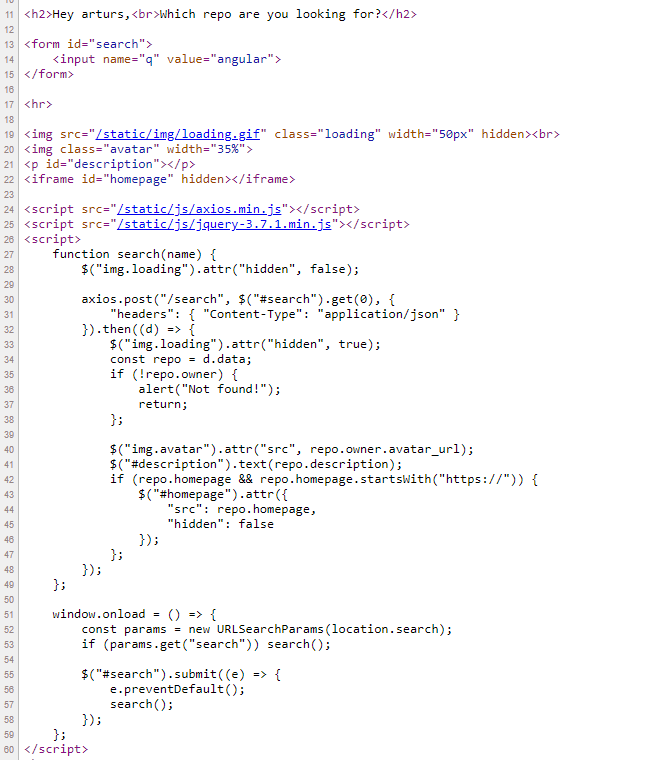 11 <h2>Hey arturs,<br>Which repo are you looking for?</h2>
12
13 <form id="search">
14     <input name="q" value="angular">
15 </form>
16
17 <hr>
18
19 <img src="/static/img/loading.gif" class="loading" width="50px" hidden><br>
20 <img class="avatar" width="35%">
21 <p id="description"></p>
22 <iframe id="homepage" hidden></iframe>
23
24 <script src="/static/js/axios.min.js"></script>
25 <script src="/static/js/jquery-3.7.1.min.js"></script>
26 <script>
27     function search(name) {
28         $("img.loading").attr("hidden", false);
29
30         axios.post("/search", $("#search").get(0), {
31             "headers": { "Content-Type": "application/json" }
32         }).then((d) => {
33             $("img.loading").attr("hidden", true);
34             const repo = d.data;
35             if (!repo.owner) {
36                 alert("Not found!");
37                 return;
38             };
39
40             $("img.avatar").attr("src", repo.owner.avatar_url);
41             $("#description").text(repo.description);
42             if (repo.homepage && repo.homepage.startsWith("https://")) {
43                 $("#homepage").attr({
44                     "src": repo.homepage,
45                     "hidden": false
46                 });
47             };
48         });
49     };
50
51     window.onload = () => {
52         const params = new URLSearchParams(location.search);
53         if (params.get("search")) search();
54
55         $("#search").submit((e) => {
56             e.preventDefault();
57             search();
58         });
59     };
60 </script>